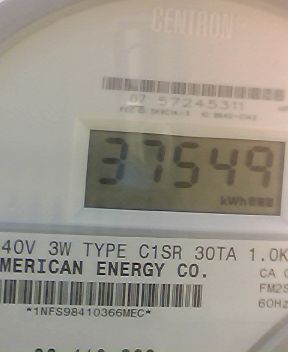 CENTRON
07 57245311
37549
kWh
40V 3W TYPE C1SR 30TA 1.0K
MERICAN ENERGY CO.
CA
FM2S
60Hz
*1NFS98410366MEC*